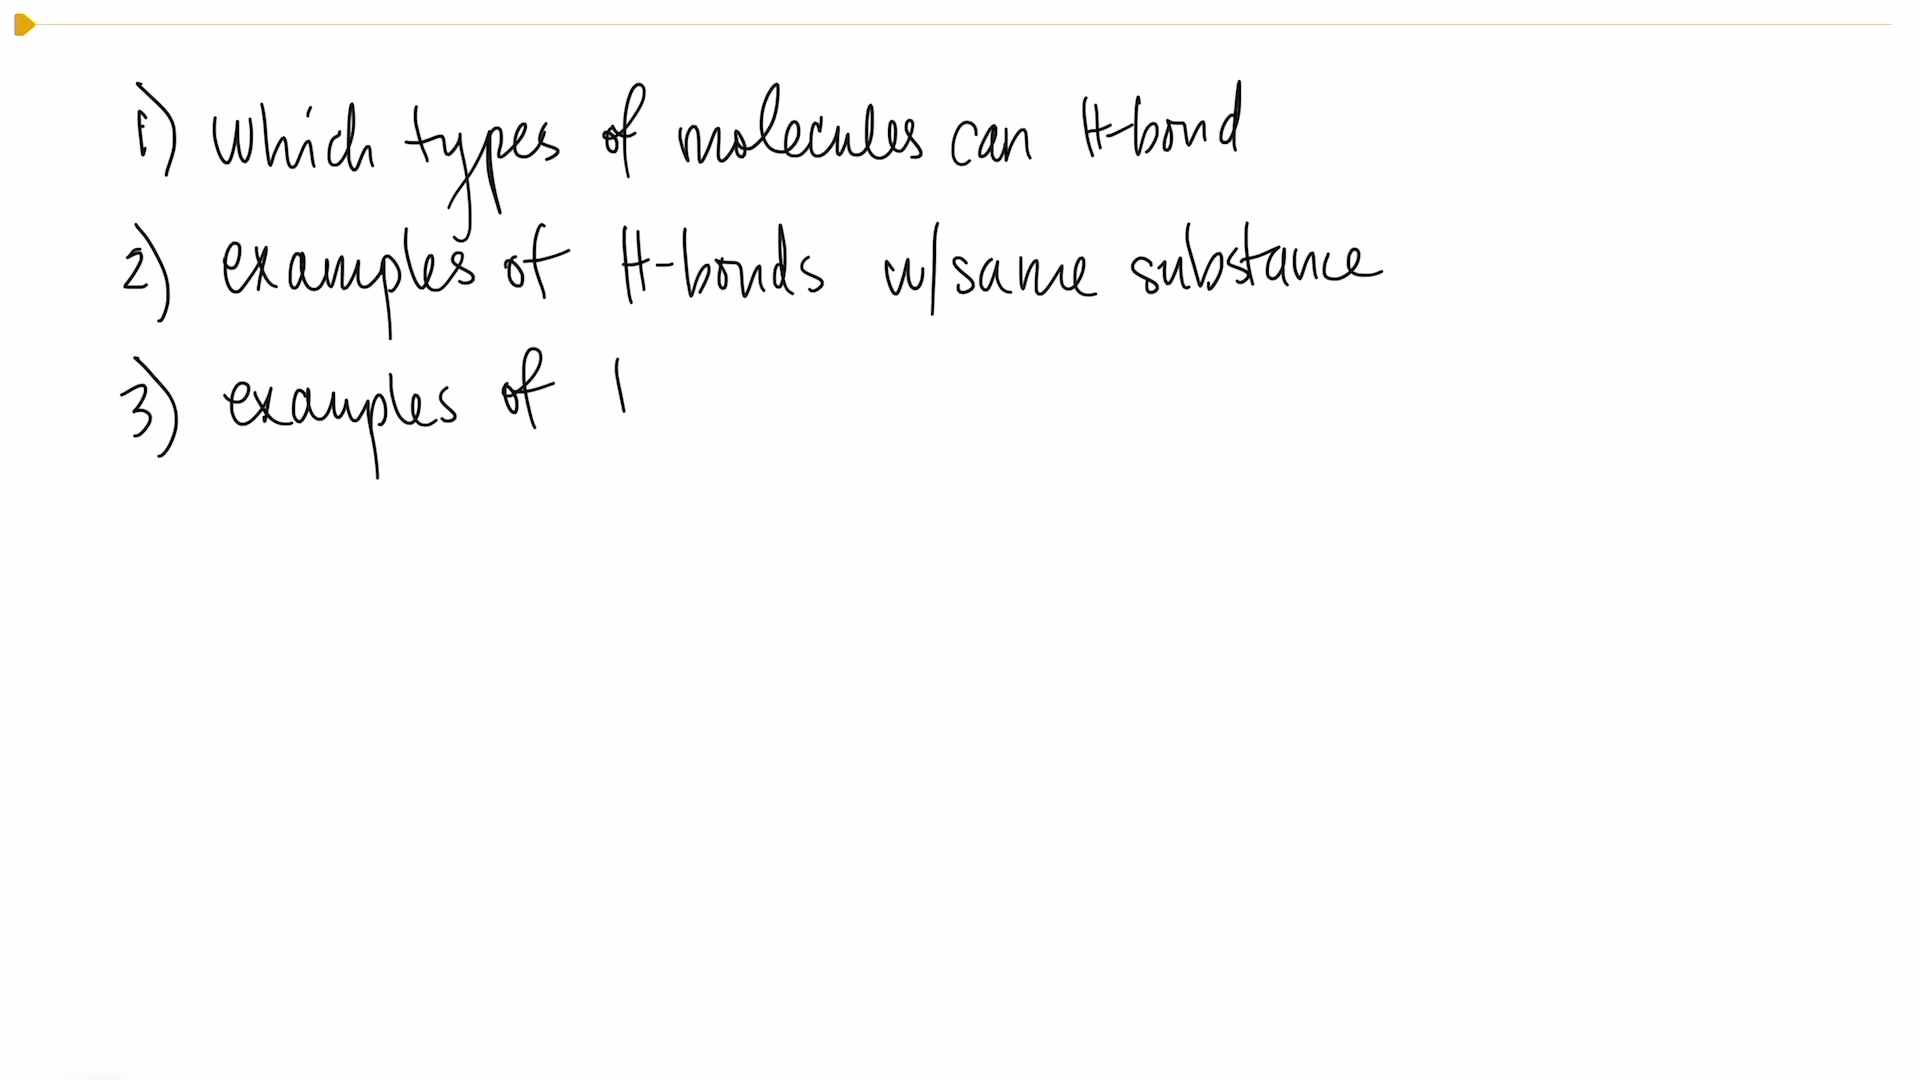 1) Which types of molecules can H-bond
2) examples of H-bonds w/same substance
3) examples of